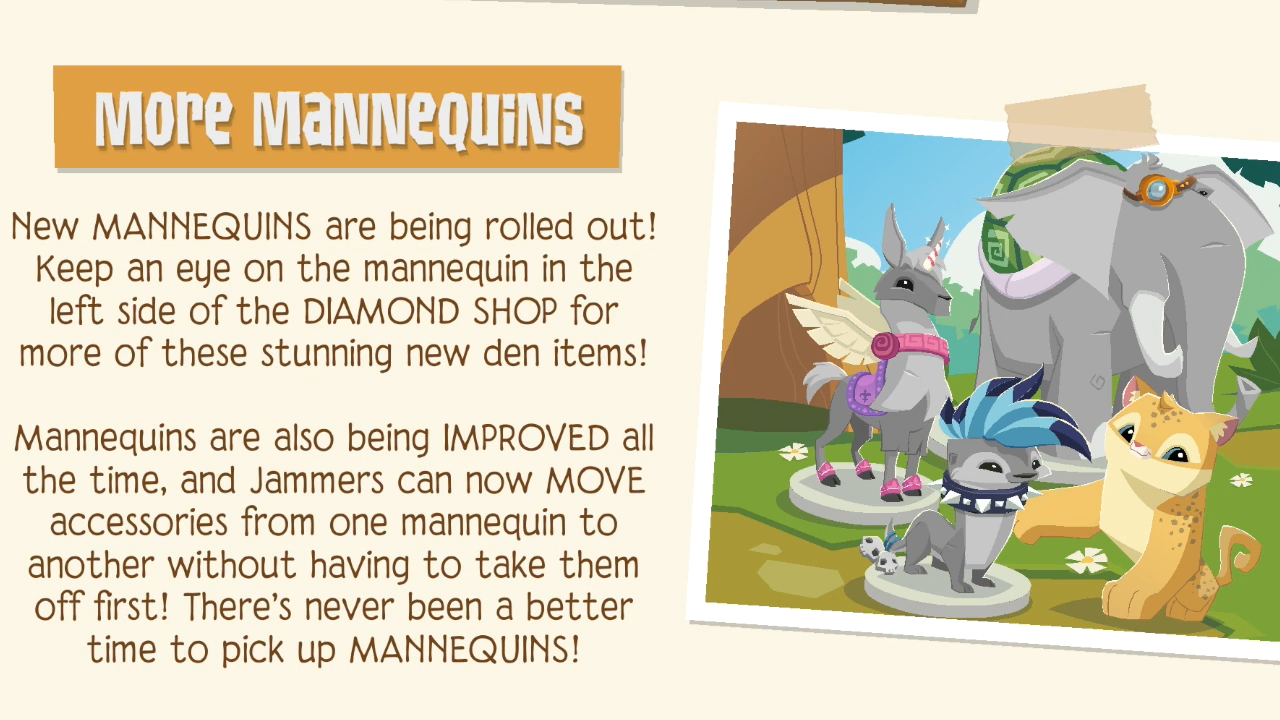 More Mannequins
New MANNEQUINS are being rolled out!
Keep an eye on the mannequin in the
left side of the DIAMOND SHOP for
more of these stunning new den items!
Mannequins are also being IMPROVED all
the time, and Jammers can now MOVE
accessories from one mannequin to
another without having to take them
off first! There's never been a better
time to pick up MANNEQUINS!